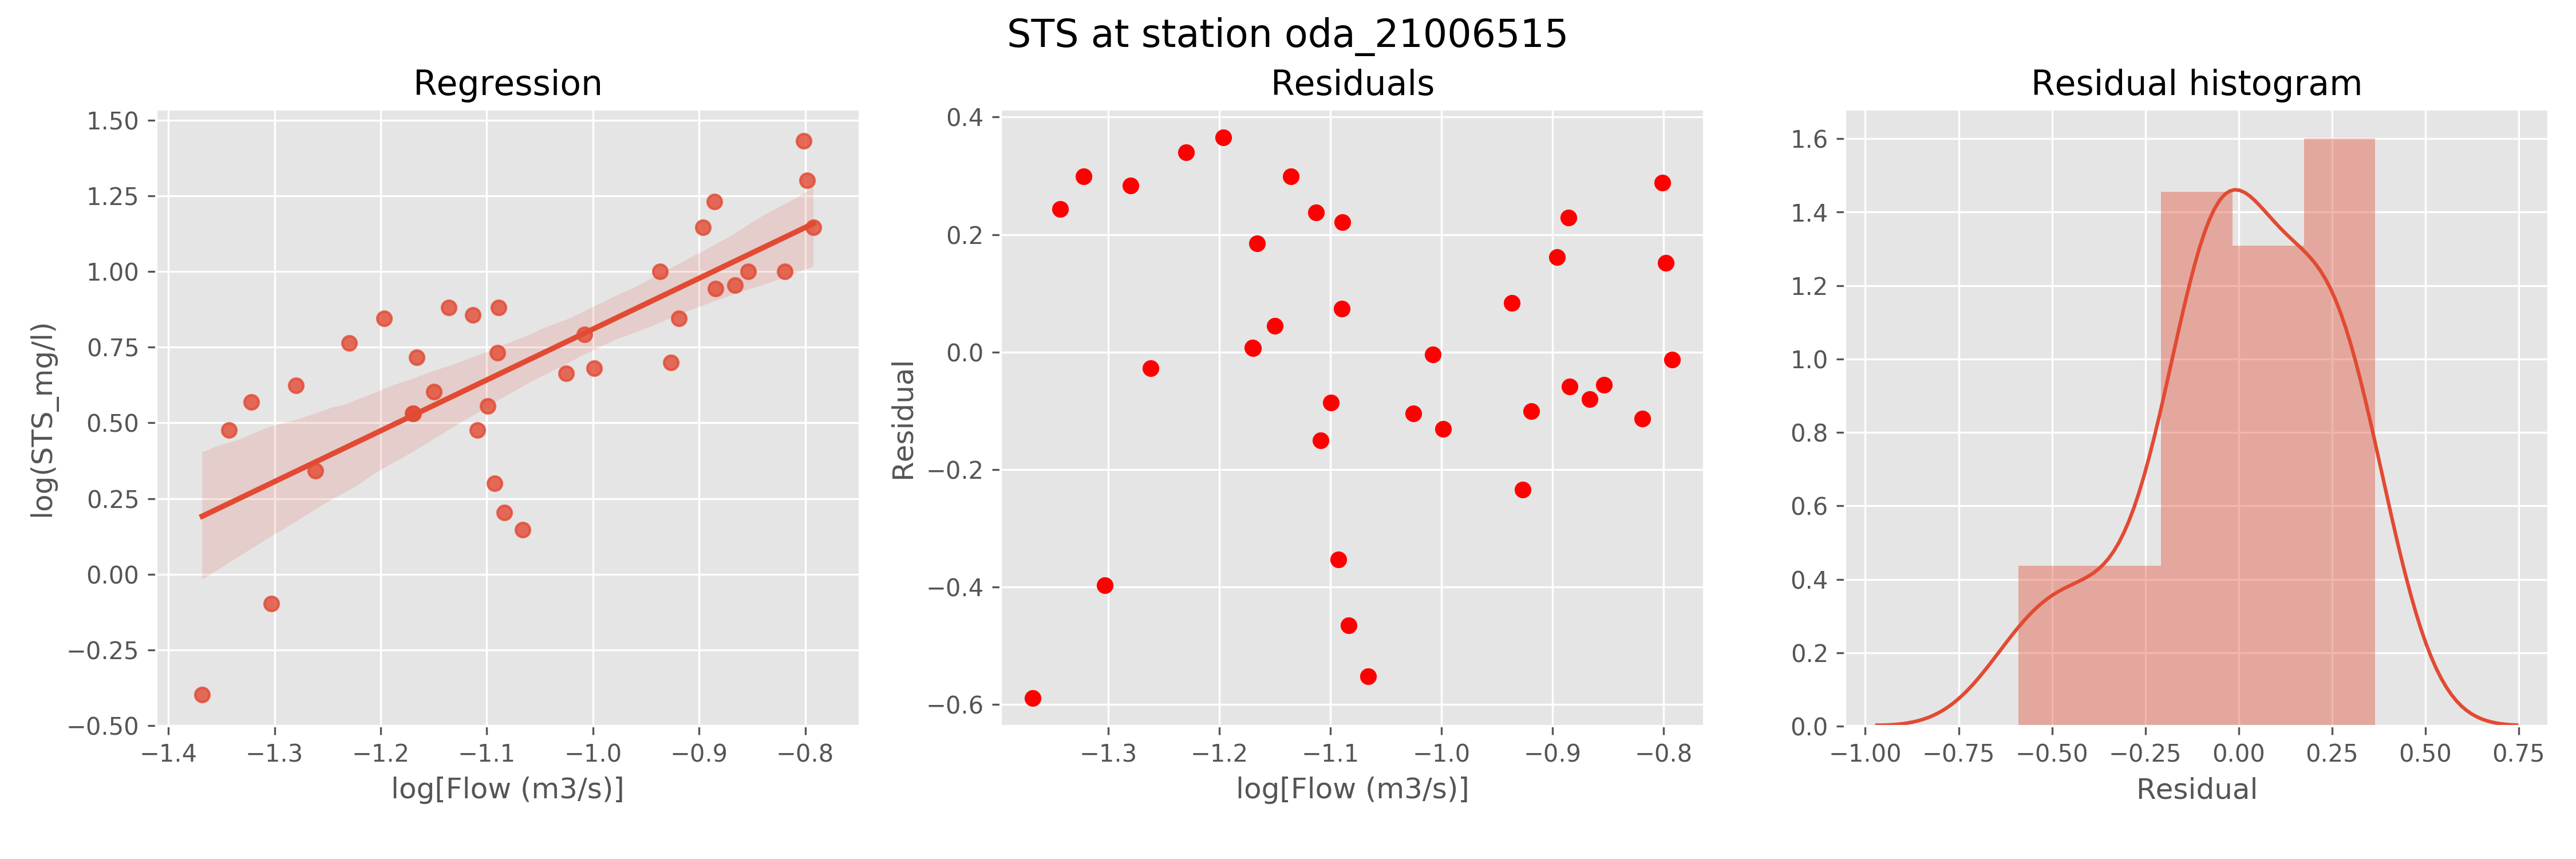 STS at station oda_21006515
Regression
1.50
1.25
1.00
0.75
0.50
0.25
0.00
−0.25
−0.50
log(STS_mg/l)
−1.4 −1.3 −1.2 −1.1 −1.0 −0.9 −0.8
log[Flow (m3/s)]
Residuals
0.4
0.2
0.0
−0.2
−0.4
−0.6
Residual
−1.3 −1.2 −1.1 −1.0 −0.9 −0.8
log[Flow (m3/s)]
Residual histogram
1.6
1.4
1.2
1.0
0.8
0.6
0.4
0.2
0.0
−1.00 −0.75 −0.50 −0.25 0.00 0.25 0.50 0.75
Residual